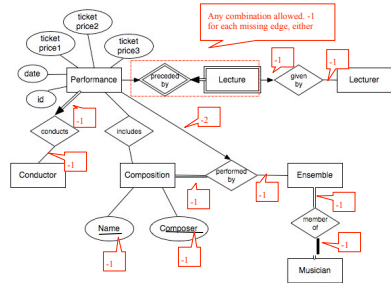 Any combination allowed. -1
for each missing edge, either
ticket
price2
ticket
price1
ticket
price3
date
id
Performance
preceded
by
Lecture
-1
given
by
-1
Lecturer
conducts
-1
includes
-2
-1
Conductor
Composition
performed
by
Ensemble
-1
-1
-1
Name
Composer
member
of
-1
-1
-1
Musician